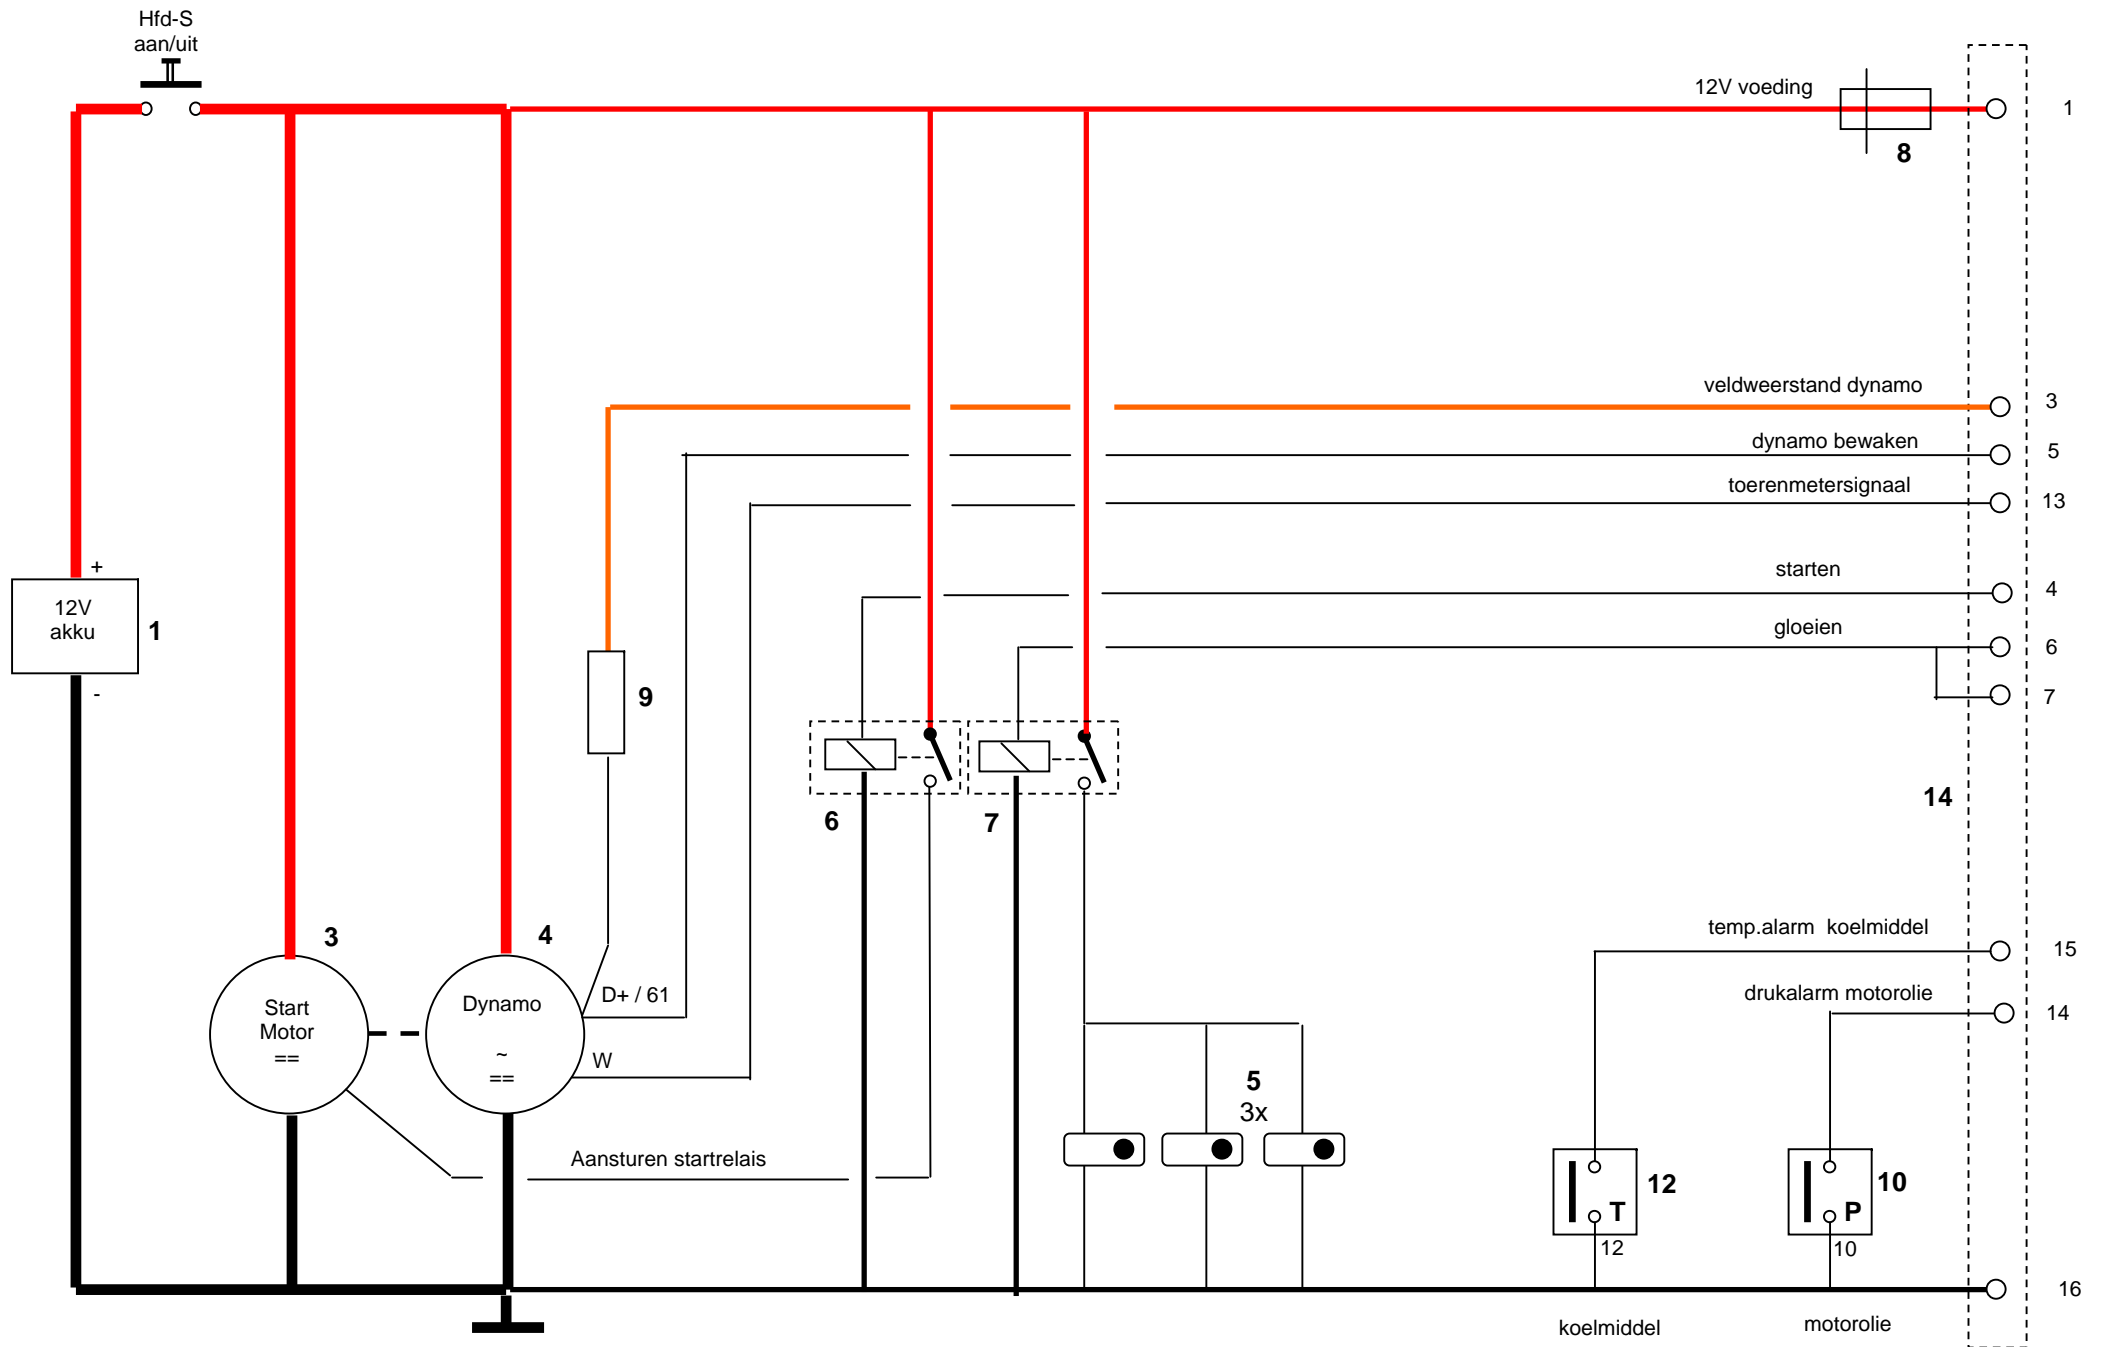 Hfd-S
aan/uit
12V voeding
1
8
veldweerstand dynamo
3
dynamo bewaken
5
toerenmetersignaal
13
starten
4
gloeien
6
7
+
12V
akku
1
-
9
6
7
14
3
4
Start
Motor
==
Dynamo
~
==
D+ / 61
W
Aansturen startrelais
5
3x
temp.alarm koelmiddel
15
drukalarm motorolie
14
T
12
12
P
10
10
16
koelmiddel
motorolie